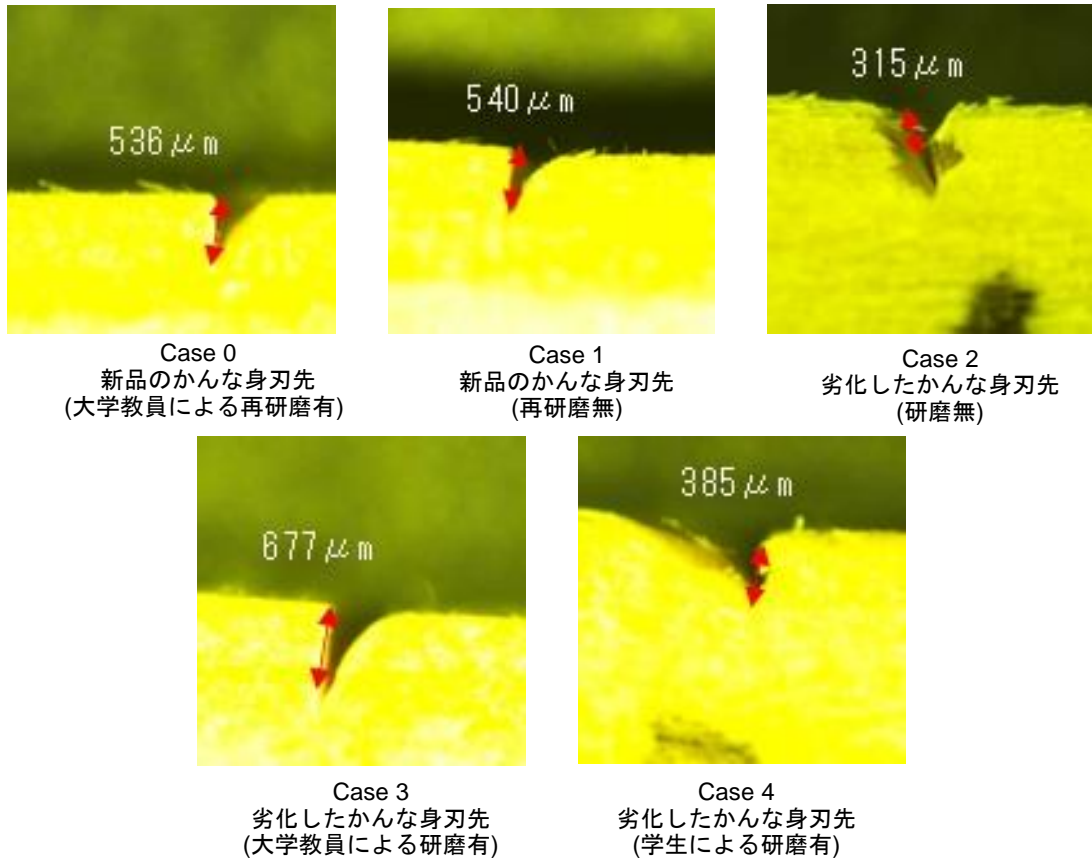 536μm
540μm
315μm
Case 0
新品のかんな身刃先
(大学教員による再研磨有)
Case 1
新品のかんな身刃先
(再研磨無)
Case 2
劣化したかんな身刃先
(研磨無)
677μm
385μm
Case 3
劣化したかんな身刃先
(大学教員による研磨有)
Case 4
劣化したかんな身刃先
(学生による研磨有)